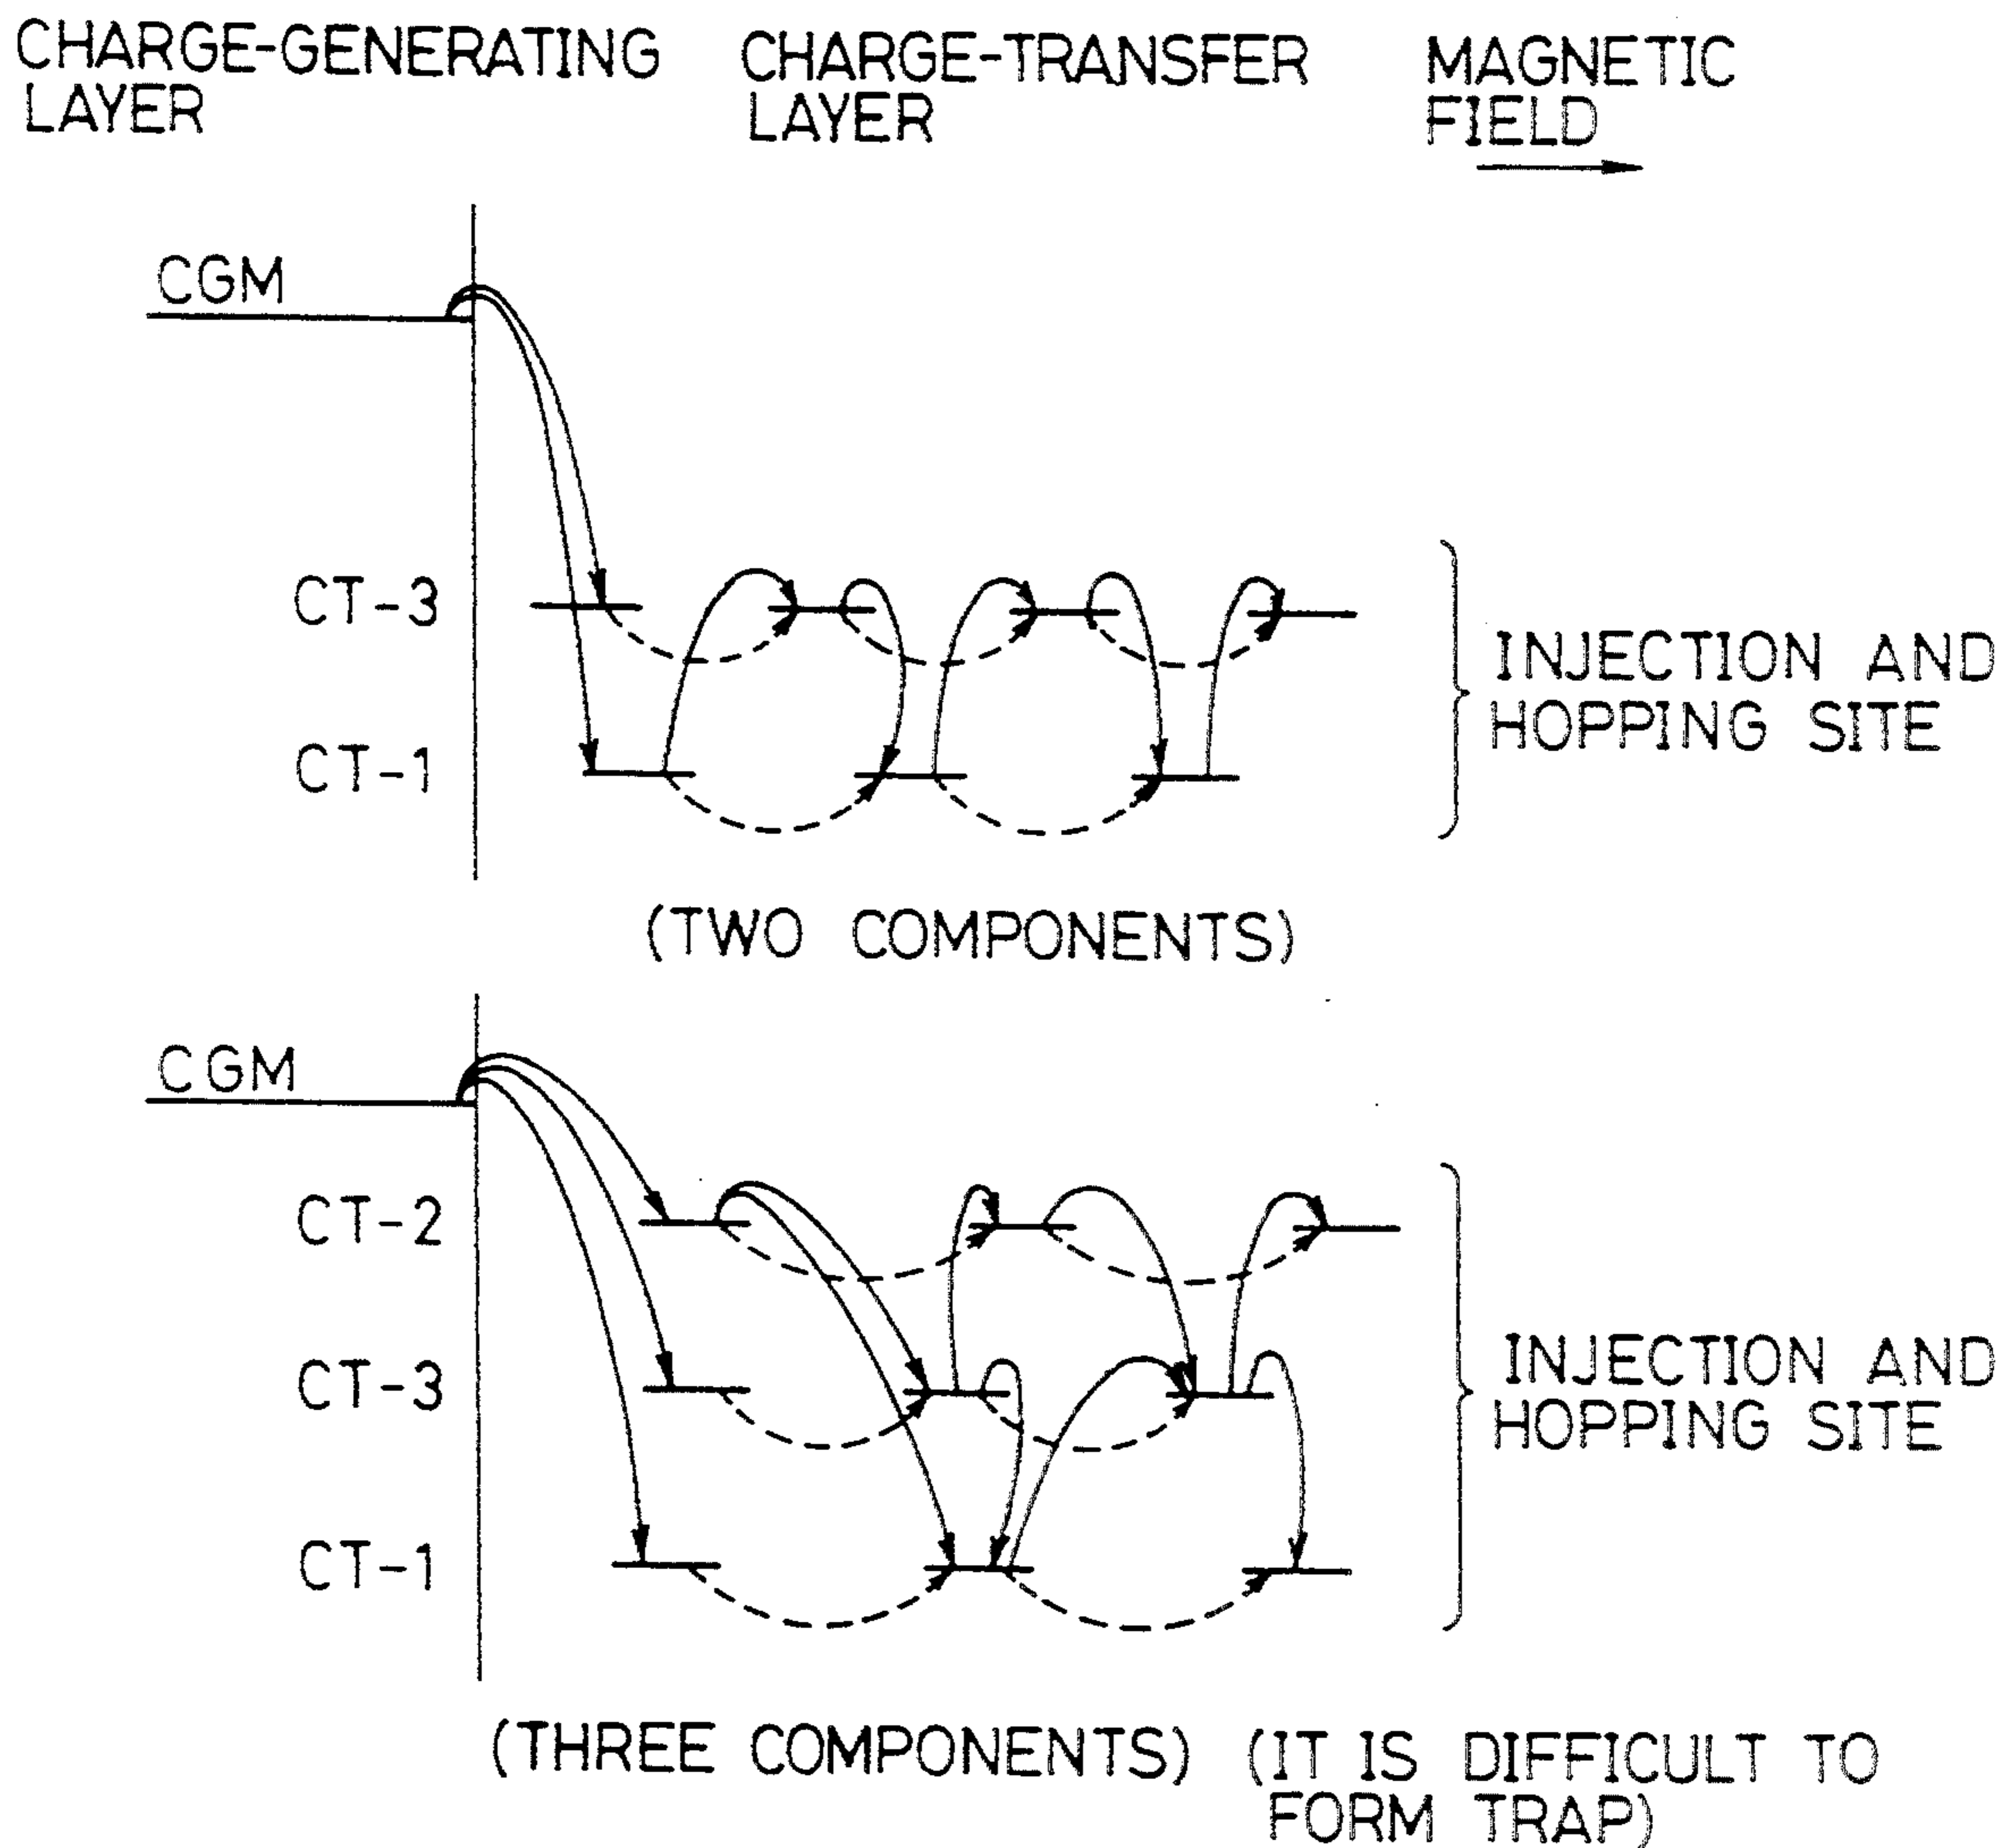 CHARGE-GENERATING
LAYER
CHARGE-TRANSFER
LAYER
MAGNETIC
FIELD
CGM
CT-3
CT-1
INJECTION AND
HOPPING SITE
(TWO COMPONENTS)
CGM
CT-2
CT-3
CT-1
INJECTION AND
HOPPING SITE
(THREE COMPONENTS)
(IT IS DIFFICULT TO
FORM TRAP)